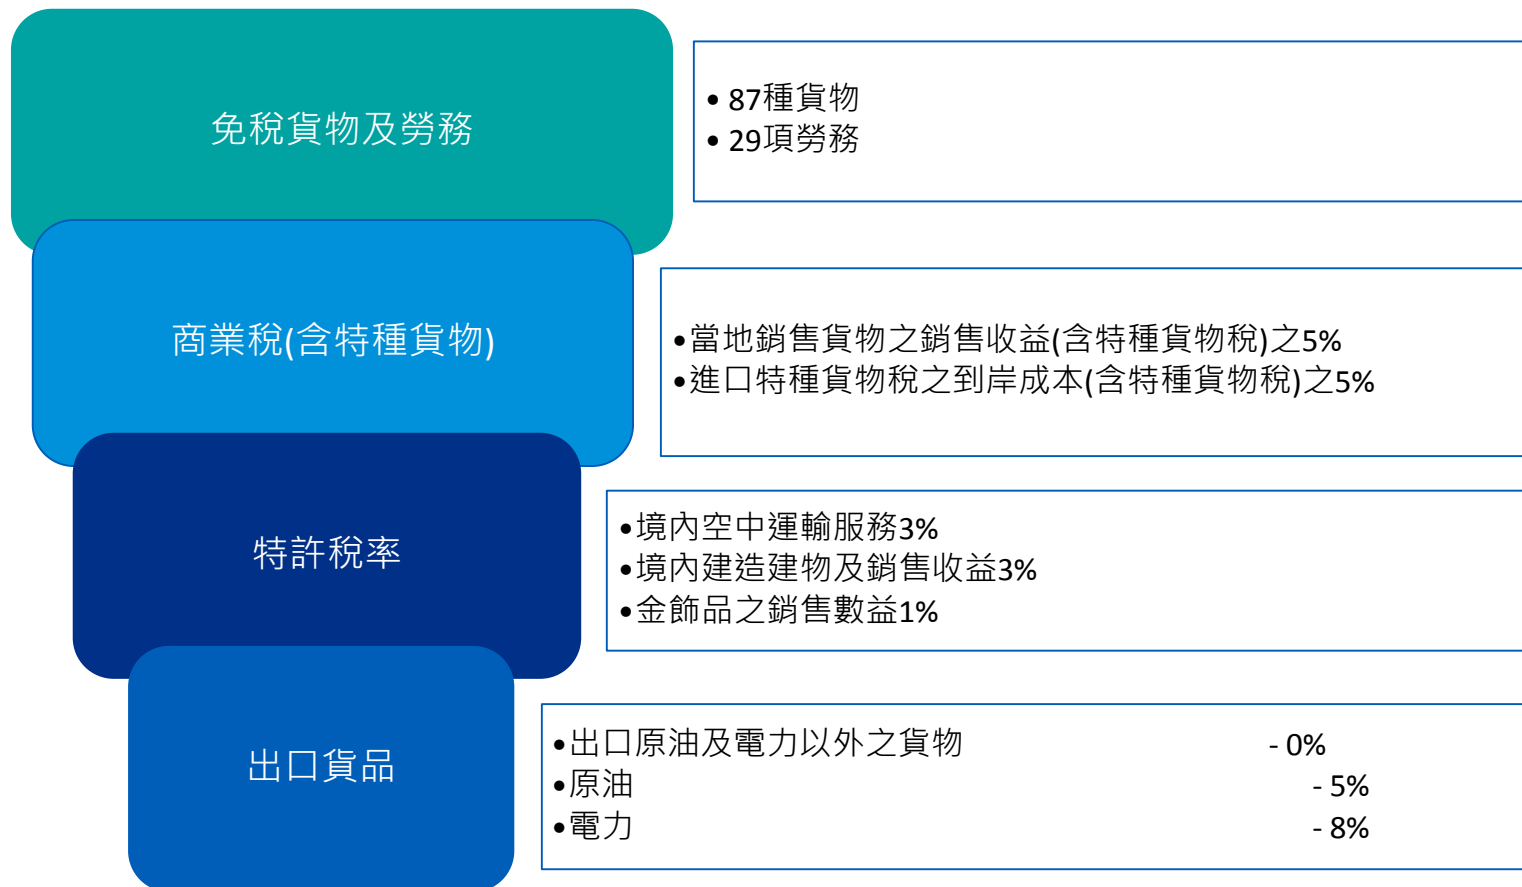 免稅貨物及勞務
• 87種貨物
• 29項勞務
商業稅(含特種貨物)
•當地銷售貨物之銷售收益(含特種貨物稅)之5%
•進口特種貨物稅之到岸成本(含特種貨物稅)之5%
特許稅率
•境內空中運輸服務3%
•境內建造建物及銷售收益3%
•金飾品之銷售數益1%
出口貨品
•出口原油及電力以外之貨物 - 0%
•原油 - 5%
•電力 - 8%